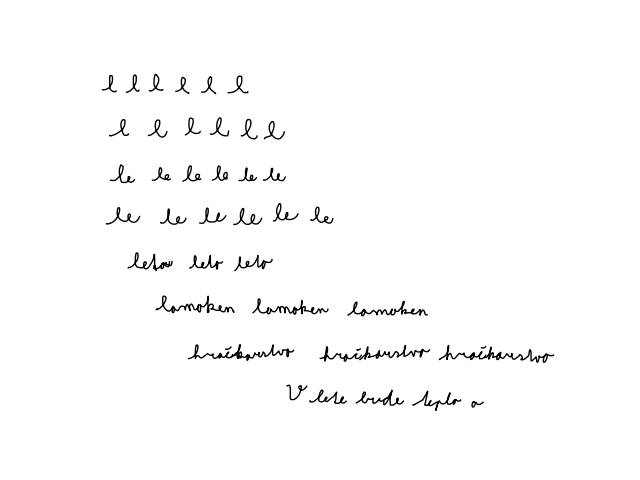 l l l l l l
l l l l l l
le le le le le le
le le le le le le
leto leto
lamoken lamoken lamoken
hračkarstvo hračkarstvo hračkarstvo
V lete bude teplo a